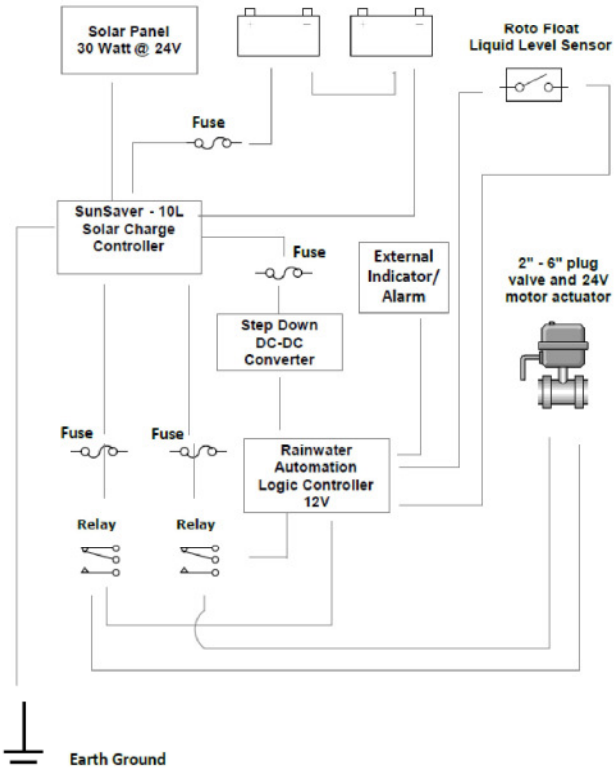 Solar Panel
30 Watt @ 24V
Roto Float
Liquid Level Sensor
Fuse
SunSaver - 10L
Solar Charge
Controller
Fuse
External
Indicator/
Alarm
2" - 6" plug
valve and 24V
motor actuator
Step Down
DC-DC
Converter
Fuse
Fuse
Rainwater
Automation
Logic Controller
12V
Relay
Relay
Earth Ground